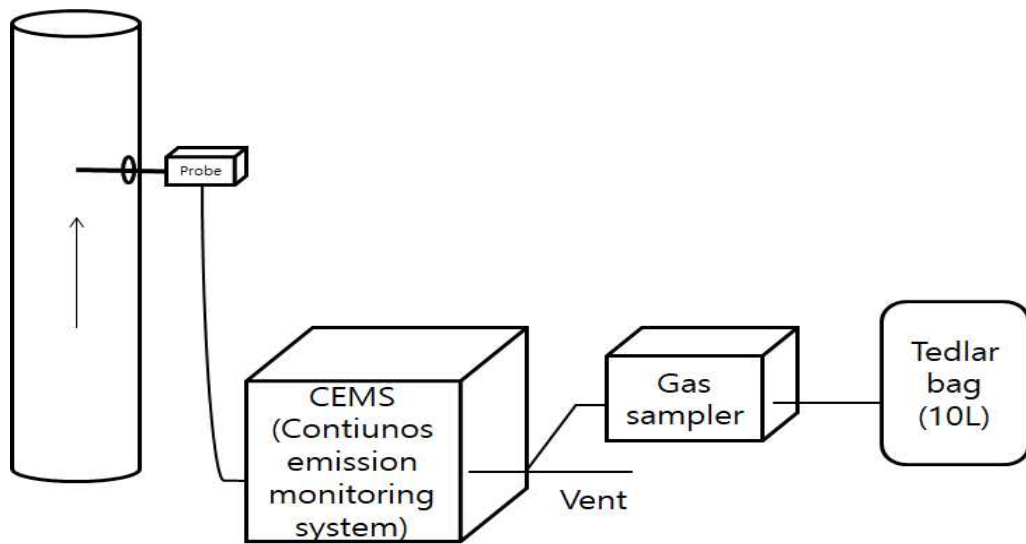 Probe
CEMS
(Contiunos
emission
monitoring
system)
Vent
Gas
sampler
Tedlar
bag
(10L)